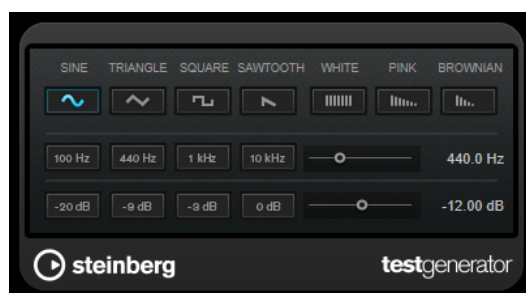 SINE TRIANGLE SQUARE SAWTOOTH WHITE PINK BROWNIAN
100 Hz 440 Hz 1 kHz 10 kHz 440.0 Hz
-20 dB -9 dB -3 dB 0 dB -12.00 dB
steinberg testgenerator